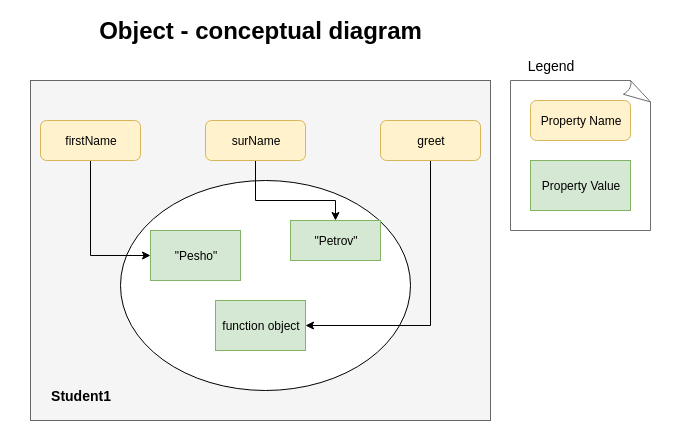 Object - conceptual diagram
Legend
firstName
surName
greet
Property Name
Property Value
"Pesho"
"Petrov"
function object
Student1